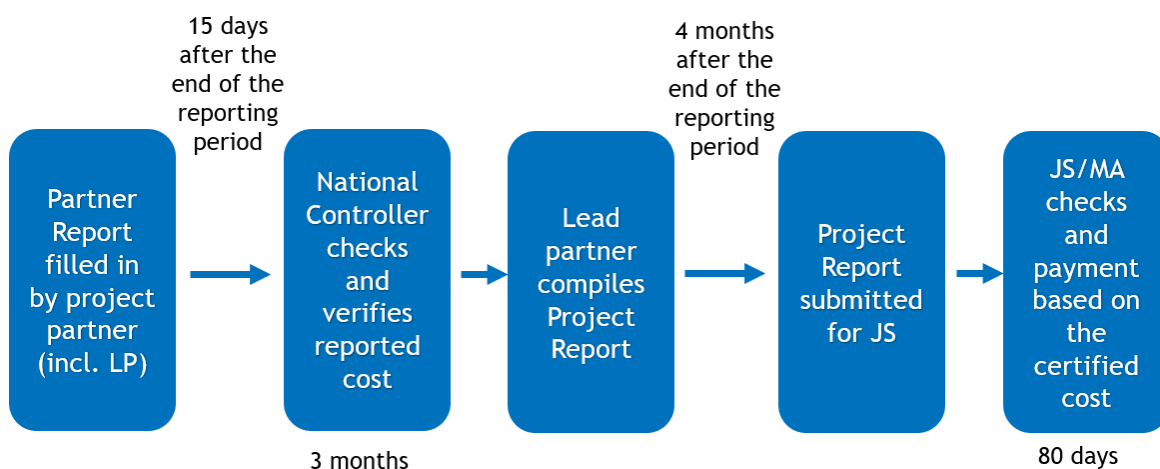 15 days
after the
end of the
reporting
period
4 months
after the
end of the
reporting
period
Partner
Report
filled in
by project
partner
(incl. LP)
National
Controller
checks
and
verifies
reported
cost
Lead
partner
compiles
Project
Report
Project
Report
submitted
for JS
JS/MA
checks
and
payment
based on
the
certified
cost
3 months
80 days